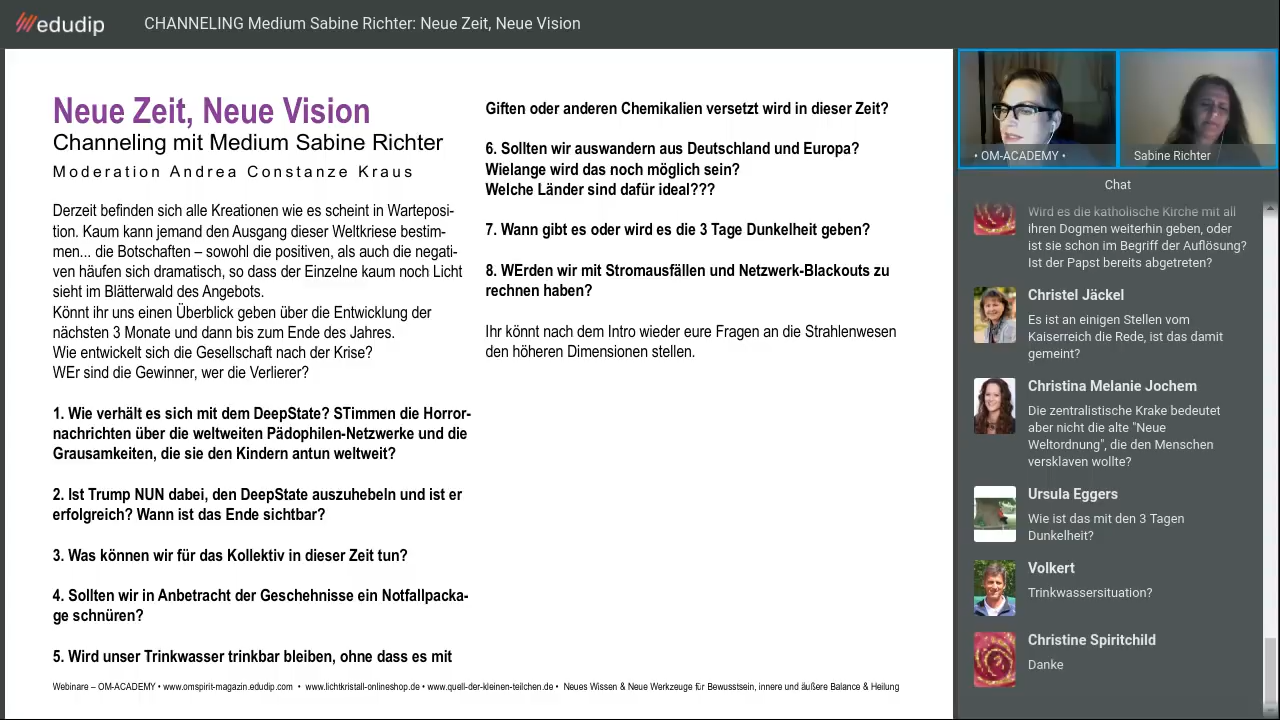 edudip
CHANNELING Medium Sabine Richter: Neue Zeit, Neue Vision
Neue Zeit, Neue Vision
Channeling mit Medium Sabine Richter
Moderation Andrea Constanze Kraus
Derzeit befinden sich alle Kreationen wie es scheint in Warteposi-
tion. Kaum kann jemand den Ausgang dieser Weltkriese bestim-
men... die Botschaften – sowohl die positiven, als auch die negati-
ven häufen sich dramatisch, so dass der Einzelne kaum noch Licht
sieht im Blätterwald des Angebots.
Könnt ihr uns einen Überblick geben über die Entwicklung der
nächsten 3 Monate und dann bis zum Ende des Jahres.
Wie entwickelt sich die Gesellschaft nach der Krise?
WEr sind die Gewinner, wer die Verlierer?
1. Wie verhält es sich mit dem DeepState? STimmen die Horror-
nachrichten über die weltweiten Pädophilen-Netzwerke und die
Grausamkeiten, die sie den Kindern antun weltweit?
2. Ist Trump NUN dabei, den DeepState auszuhebeln und ist er
erfolgreich? Wann ist das Ende sichtbar?
3. Was können wir für das Kollektiv in dieser Zeit tun?
4. Sollten wir in Anbetracht der Geschehnisse ein Notfallpacka-
ge schnüren?
5. Wird unser Trinkwasser trinkbar bleiben, ohne dass es mit
Giften oder anderen Chemikalien versetzt wird in dieser Zeit?
6. Sollten wir auswandern aus Deutschland und Europa?
Wielange wird das noch möglich sein?
Welche Länder sind dafür ideal???
7. Wann gibt es oder wird es die 3 Tage Dunkelheit geben?
8. WErden wir mit Stromausfällen und Netzwerk-Blackouts zu
rechnen haben?
Ihr könnt nach dem Intro wieder eure Fragen an die Strahlenwesen
den höheren Dimensionen stellen.
Webinare – OM-ACADEMY • www.omspirit-magazin.edudip.com • www.lichtkristall-onlineshop.de • www.quell-der-kleinen-teilchen.de • Neues Wissen & Neue Werkzeuge für Bewusstsein, innere und äußere Balance & Heilung
• OM-ACADEMY •
Sabine Richter
Chat
Wird es die katholische Kirche mit all
ihren Dogmen weiterhin geben, oder
ist sie schon im Begriff der Auflösung?
Ist der Papst bereits abgetreten?
Christel Jäckel
Es ist an einigen Stellen vom
Kaiserreich die Rede, ist das damit
gemeint?
Christina Melanie Jochem
Die zentralistische Krake bedeutet
aber nicht die alte "Neue
Weltordnung", die den Menschen
versklaven wollte?
Ursula Eggers
Wie ist das mit den 3 Tagen
Dunkelheit?
Volkert
Trinkwassersituation?
Christine Spiritchild
Danke